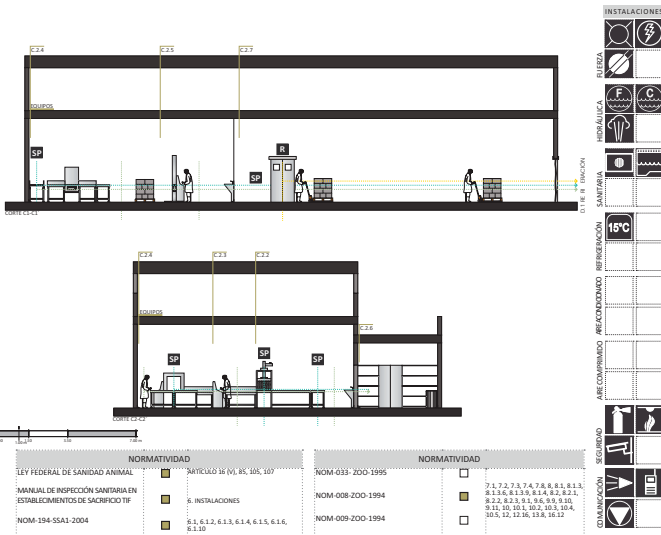 INSTALACIONES
C.2.4
C.2.5
C.2.7
EQUIPOS
SP
SP
R
CORTE C1-C1'
FUERZA
HIDRÁULICA
F
C
SANITARIA
REFRIGERACIÓN
15°C
AIRE ACONDICIONADO
AIRE COMPRIMIDO
SEGURIDAD
COMUNICACIÓN
C.2.4
C.2.3
C.2.2
EQUIPOS
C.2.6
SP
SP
SP
CORTE C2-C2'
NORMATIVIDAD
LEY FEDERAL DE SANIDAD ANIMAL
ARTÍCULO 16 (V), 85, 105, 107
MANUAL DE INSPECCIÓN SANITARIA EN
ESTABLECIMIENTOS DE SACRIFICIO TIF
6. INSTALACIONES
NOM-194-SSA1-2004
6.1, 6.1.2, 6.1.3, 6.1.4, 6.1.5, 6.1.6,
6.1.10
NORMATIVIDAD
NOM-033- ZOO-1995
NOM-008-ZOO-1994
7.1, 7.2, 7.3, 7.4, 7.8, 8, 8.1, 8.1.3,
8.1.3.6, 8.1.3.9, 8.1.4, 8.2, 8.2.1,
8.2.2, 8.2.3, 9.1, 9.6, 9.9, 9.10,
9.11, 10, 10.1, 10.2, 10.3, 10.4,
10.5, 12, 12.16, 13.8, 16.12
NOM-009-ZOO-1994